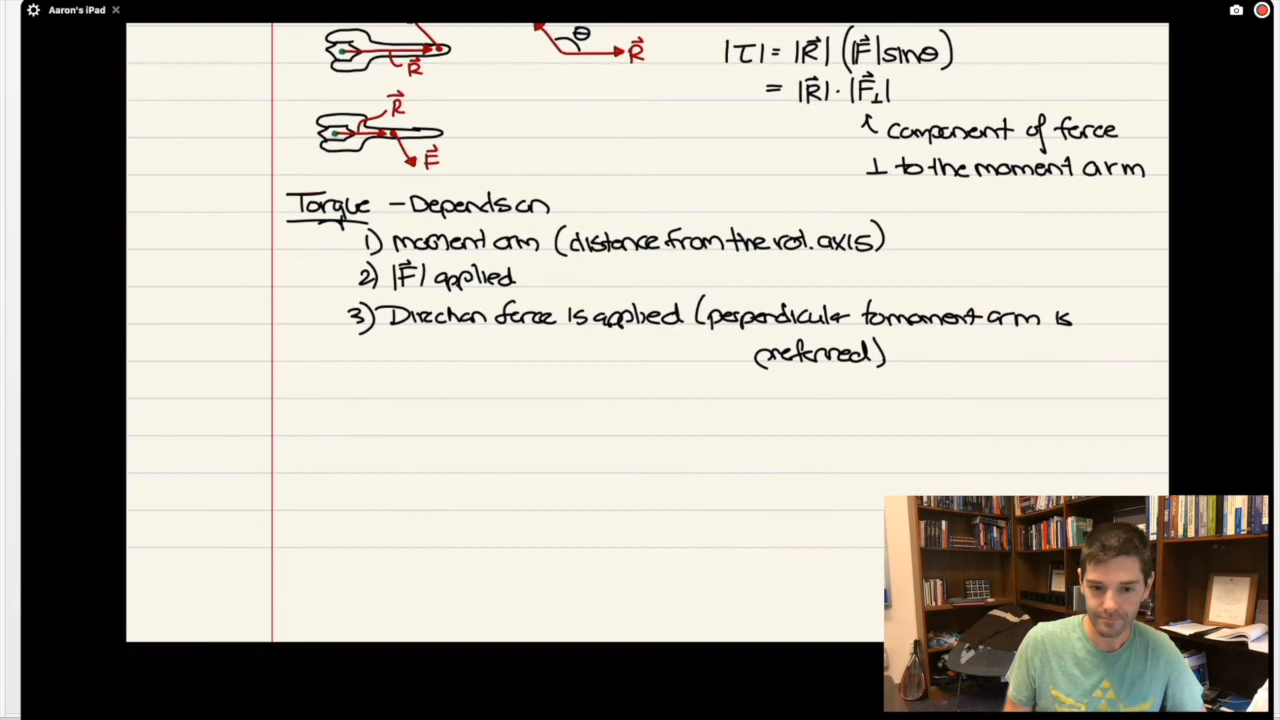 Aaron's iPad
θ
R⃗
R⃗
|τ| = |R⃗| (|F⃗|sinθ)
= |R⃗| · |F⃗⊥|
R⃗
F⃗
↑ component of force
⊥ to the moment arm
Torque - Depends on
1) moment arm (distance from the rot. axis)
2) |F⃗| applied
3) Direction force is applied (perpendicular to moment arm is
preferred)